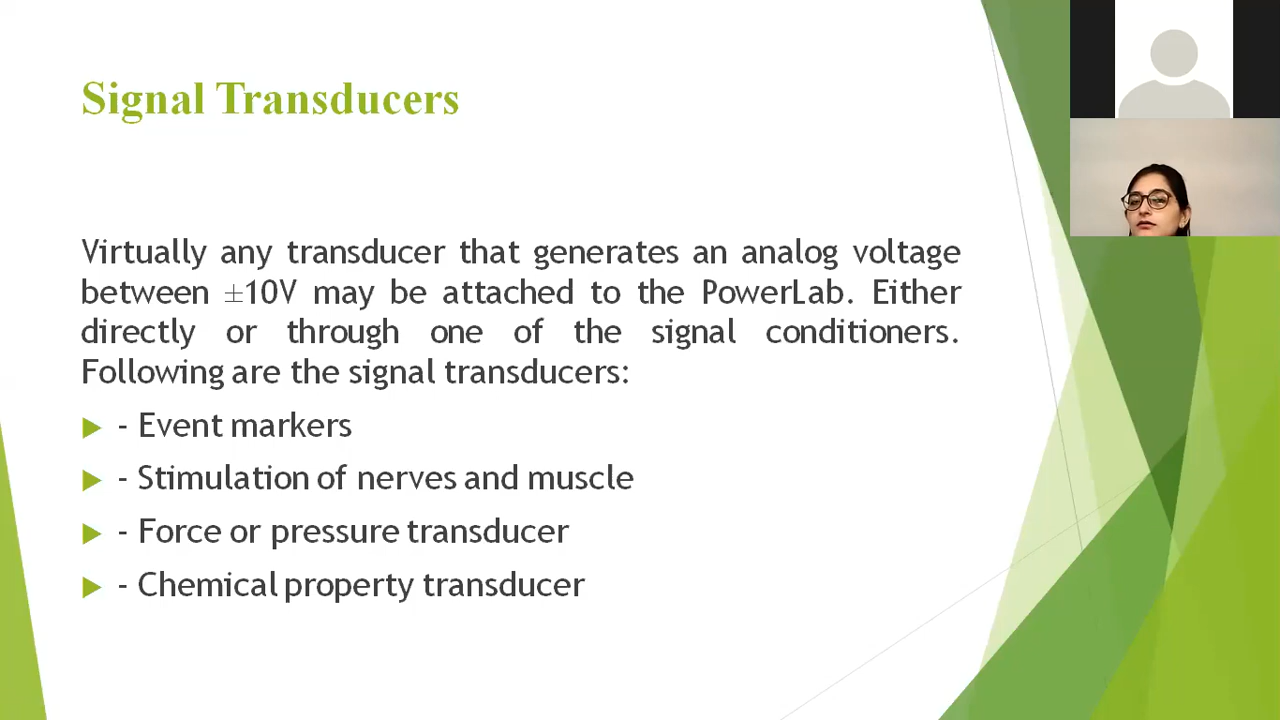 Signal Transducers
Virtually any transducer that generates an analog voltage
between ±10V may be attached to the PowerLab. Either
directly or through one of the signal conditioners.
Following are the signal transducers:
- Event markers
- Stimulation of nerves and muscle
- Force or pressure transducer
- Chemical property transducer